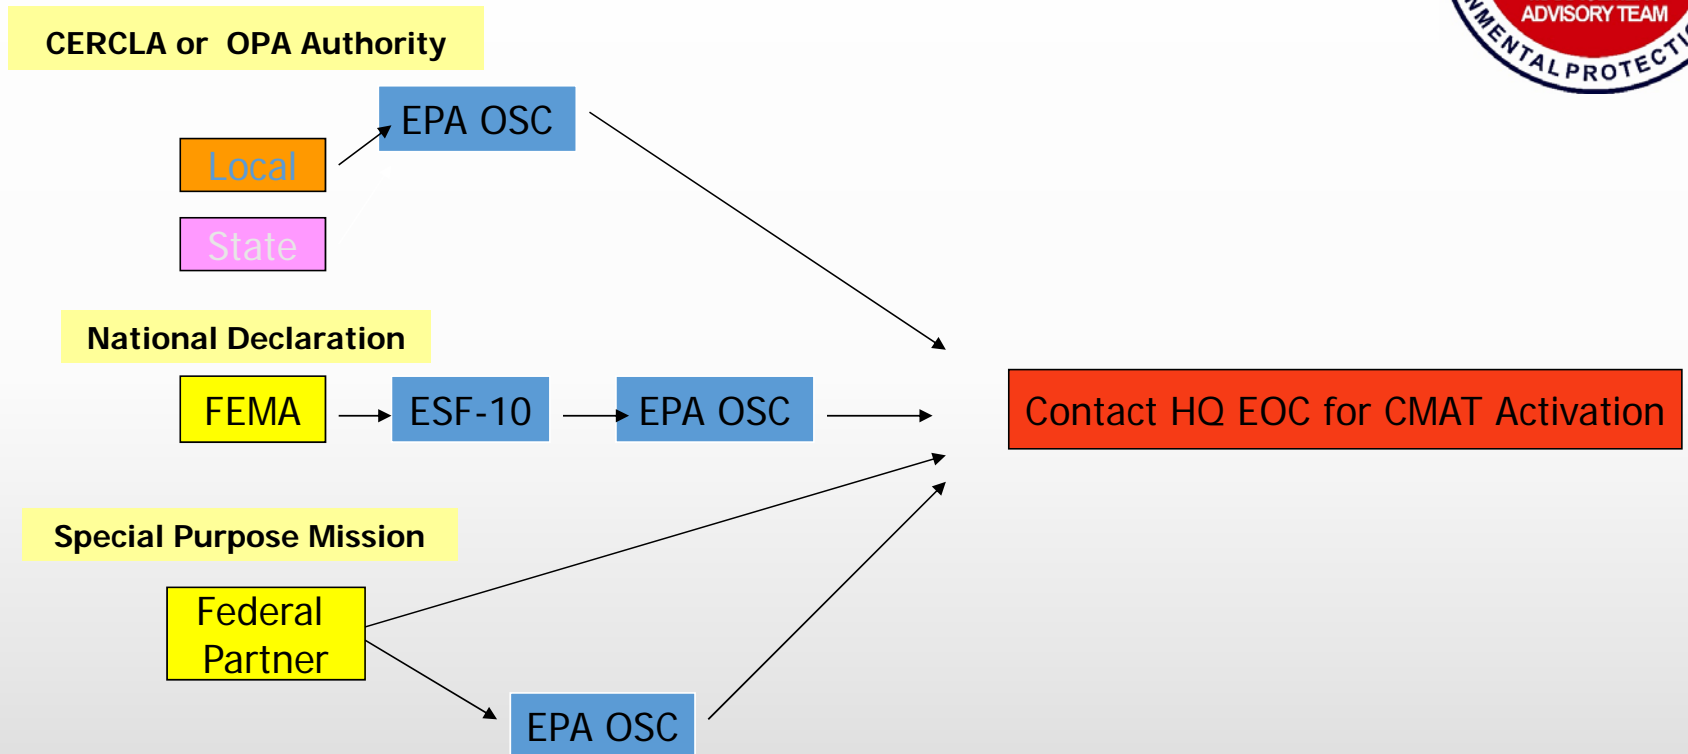 ADVISORY TEAM
CERCLA or OPA Authority
EPA OSC
Local
State
National Declaration
FEMA
ESF-10
EPA OSC
Contact HQ EOC for CMAT Activation
Special Purpose Mission
Federal
Partner
EPA OSC